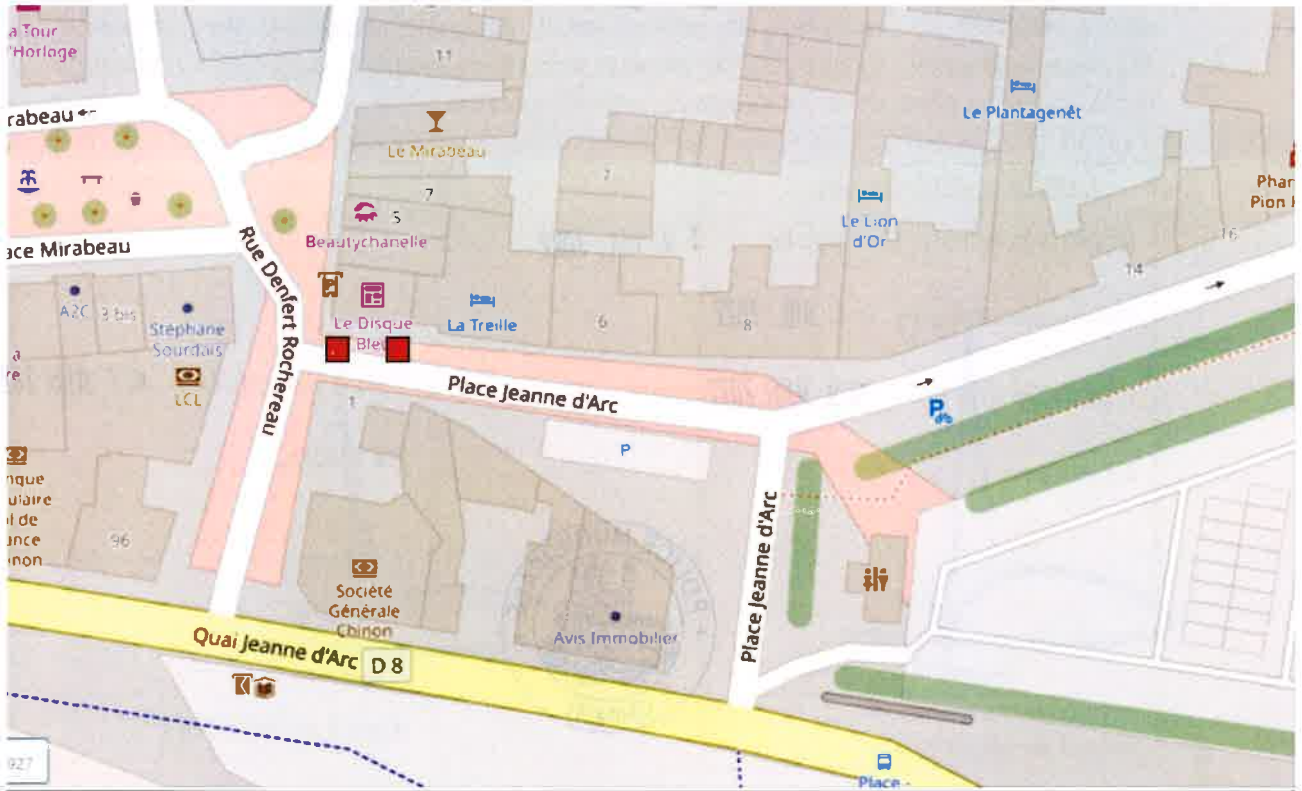 a Tour
'Horloge
11
rabeau
Le Mirabeau
Le Plantagenêt
7
7
5
Beautychanelle
Le Lion
d'Or
Phar
Pion
16
ace Mirabeau
Rue Denfert Rochereau
14
A2C
3 bis
Stéphane
Sourdais
Le Disque
Bleu
La Treille
6
8
a
re
LCL
Place Jeanne d'Arc
1
P
P
nque
ulaire
l de
ance
inon
96
Place Jeanne d'Arc
Société
Générale
Chinon
Avis Immobilier
Quai Jeanne d'Arc
D 8
927
Place -